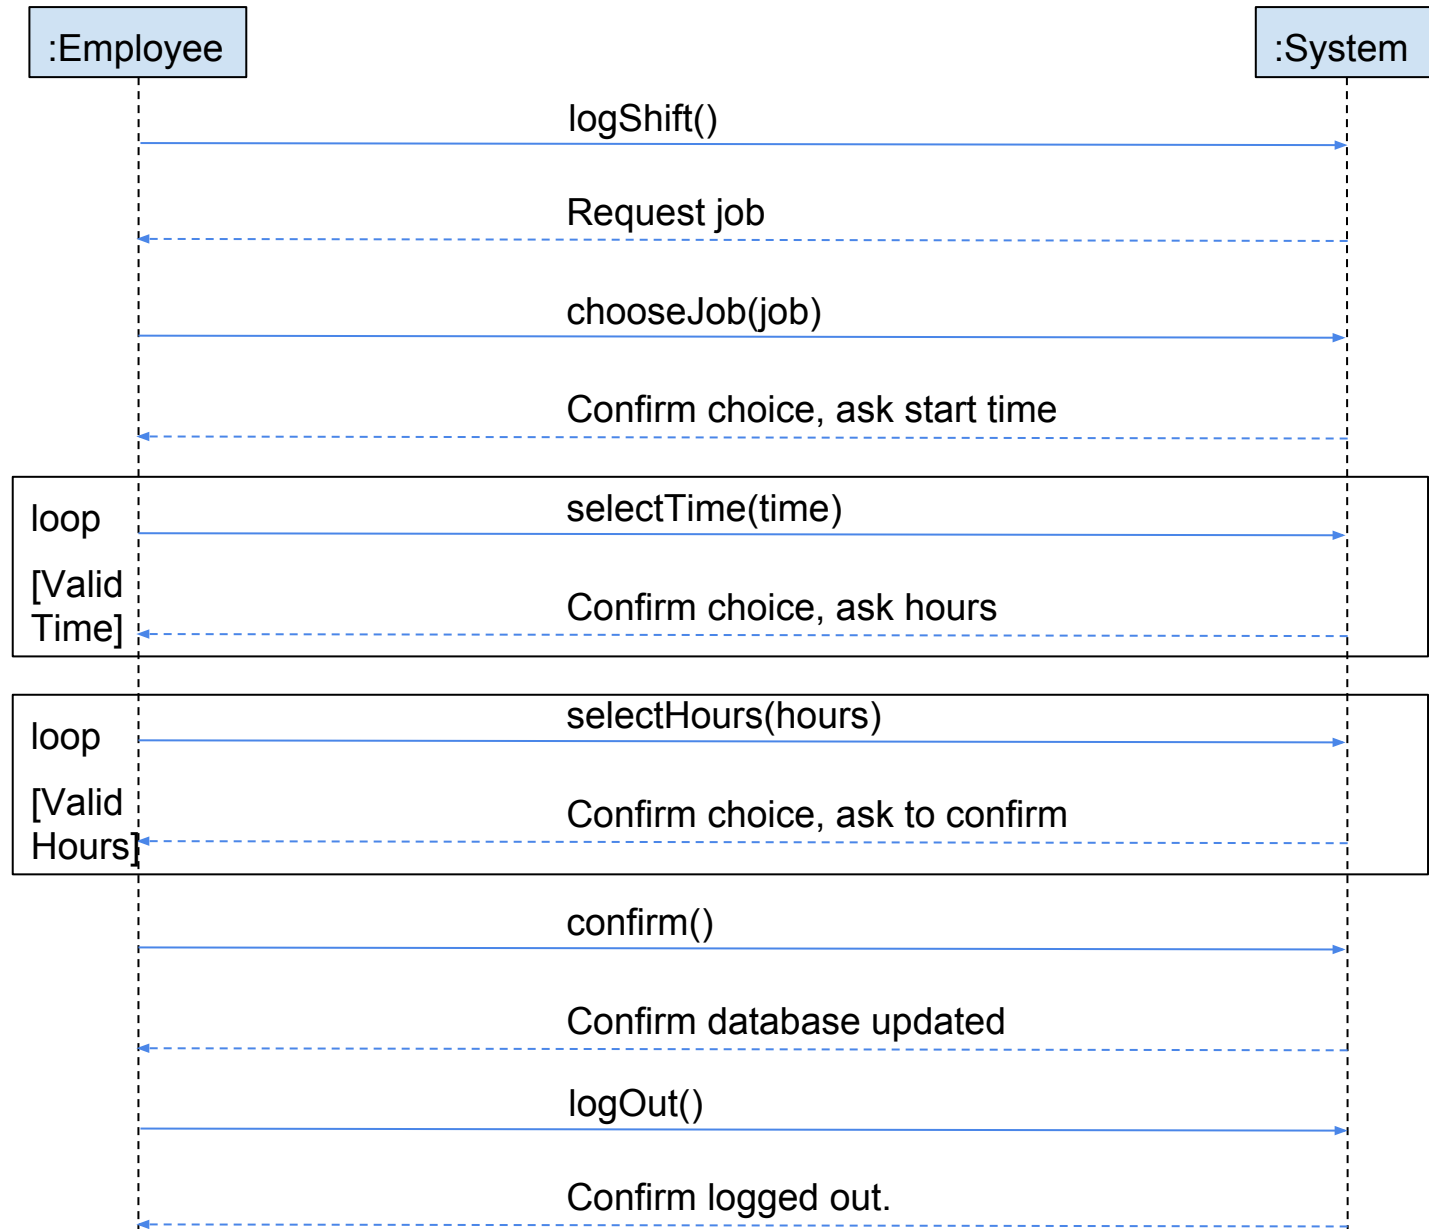 :Employee
:System
logShift()
Request job
chooseJob(job)
Confirm choice, ask start time
loop
selectTime(time)
[Valid
Time]
Confirm choice, ask hours
loop
selectHours(hours)
[Valid
Hours]
Confirm choice, ask to confirm
confirm()
Confirm database updated
logOut()
Confirm logged out.